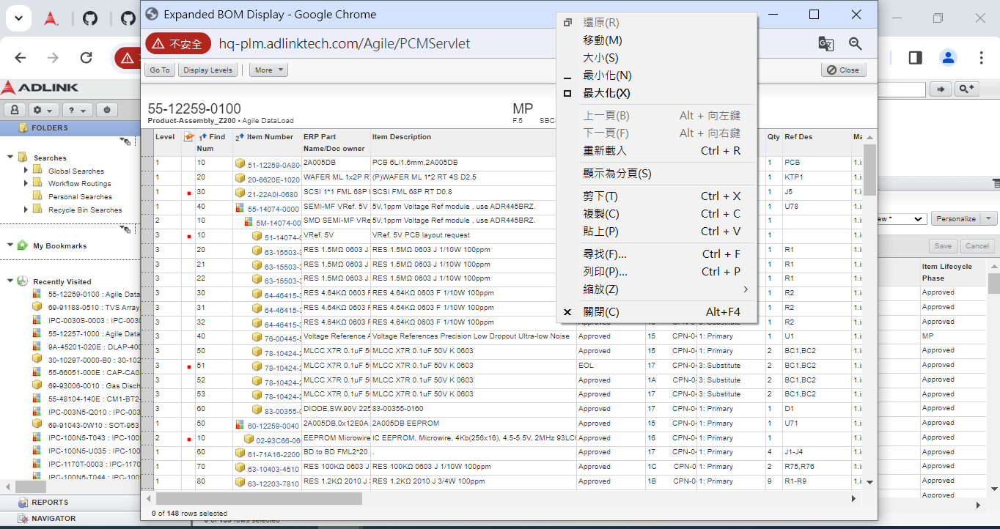 Expanded BOM Display - Google Chrome
不安全 hq-plm.adlinktech.com/Agile/PCMServlet
Go To Display Levels More Close
55-12259-0100 MP
Product-Assembly_Z200 • Agile DataLoad F.5 SBC-
Level Find Num Item Number ERP Part Name/Doc owner Item Description Qty Ref Des Ma
1 10 51-12259-0A80- 2A005DB PCB 6L/1.6mm,2A005DB 1 PCB 1.i
1 20 20-6620E-1020 WAFER ML 1x2P R (P)WAFER ML 1*2 RT 4S D2.5 1 KTP1 1.i
1 30 21-22A0I-0680 SCSI 1*1 FML 68P SCSI FML 68P RT D0.8 1 J5 1.i
1 40 55-14074-0000 SEMI-MF VRef. 5V 5V,1ppm Voltage Ref module , use ADR445BRZ. 1 U78 1.i
2 10 5M-14074-00 SMD SEMI-MF VRe 5V,1ppm Voltage Ref module , use ADR445BRZ. 1 1.i
3 10 51-14074-0 VRef. 5V VRef. 5V PCB layout request 1 1.i
3 20 63-15503-3 RES 1.5MΩ 0603 J RES 1.5MΩ 0603 J 1/10W 100ppm 1 R1 1.i
3 21 63-15503-3 RES 1.5MΩ 0603 J RES 1.5MΩ 0603 J 1/10W 100ppm 1 R1 1.i
3 22 63-15503-3 RES 1.5MΩ 0603 J RES 1.5MΩ 0603 J 1/10W 100ppm 1 R1 1.i
3 30 64-46415-3 RES 4.64KΩ 0603 F RES 4.64KΩ 0603 F 1/10W 100ppm 1 R2 1.i
3 31 64-46415-3 RES 4.64KΩ 0603 F RES 4.64KΩ 0603 F 1/10W 100ppm 1 R2 1.i
3 32 64-46415-3 RES 4.64KΩ 0603 F RES 4.64KΩ 0603 F 1/10W 100ppm 1 R2 1.i
3 40 76-00445-5 Voltage Reference A Voltage References Precision Low Dropout Ultra-low Noise Approved 15 CPN-04 1: Primary 1 U1 1.i
3 50 78-10424-2 MLCC X7R 0.1uF 50 MLCC X7R 0.1uF 50V K 0603 Approved 15 CPN-04 1: Primary 2 BC1,BC2 1.i
3 51 78-10424-2 MLCC X7R 0.1uF 50 MLCC X7R 0.1uF 50V K 0603 EOL 17 CPN-04 3: Substitute 2 BC1,BC2 1.i
3 52 78-10424-2 MLCC X7R 0.1uF 50 MLCC X7R 0.1uF 50V K 0603 Approved 1A CPN-04 3: Substitute 2 BC1,BC2 1.i
3 53 78-10424-2 MLCC X7R 0.1uF 50 MLCC X7R 0.1uF 50V K 0603 Approved 17 CPN-04 3: Substitute 2 BC1,BC2 1.i
3 60 83-00355-0 DIODE,SW,90V 225 83-00355-0160 Approved 17 CPN-04 1: Primary 1 D1 1.i
1 50 60-12259-0040 2A005DB,0x12E0A 2A005DB EEPROM Approved 15 CPN-04 1: Primary 1 U71 1.i
2 10 02-93C66-06 EEPROM Microwire IC EEPROM, Microwire, 4Kb(256x16), 4.5-5.5V, 2MHz 93LC Approved 16 CPN-04 1: Primary 1 1.i
1 60 61-71A16-2200 BD to BD FML2*20 . Approved 17 CPN-04 1: Primary 4 J1-J4 1.i
1 70 63-10403-4510 RES 100KΩ 0603 J RES 100KΩ 0603 J 1/10W 100ppm Approved 1C CPN-0 1: Primary 2 R75,R76 1.i
1 80 63-12203-7810 RES 1.2KΩ 2010 J RES 1.2KΩ 2010 J 3/4W 100ppm Approved 1B CPN-0 1: Primary 9 R1-R9 1.i
0 of 148 rows selected
還原(R)
移動(M)
大小(S)
最小化(N)
最大化(X)
上一頁(B) Alt + 向左鍵
下一頁(F) Alt + 向右鍵
重新載入 Ctrl + R
顯示為分頁(S)
剪下(T) Ctrl + X
複製(C) Ctrl + C
貼上(P) Ctrl + V
尋找(F)... Ctrl + F
列印(P)... Ctrl + P
縮放(Z)
關閉(C) Alt+F4
ADLINK
FOLDERS
Searches
Global Searches
Workflow Routings
Personal Searches
Recycle Bin Searches
My Bookmarks
Recently Visited
55-12259-0100 : Agile Data
69-91188-0510 : TVS Array
IPC-0030S-0003 : IPC-0030
55-12257-1000 : Agile Data
9A-45201-020E : DLAP-400
30-10297-0000-B0 : 30-102
55-66051-000E : CAP-CA0
69-93006-0010 : Gas Disch
55-48104-140E : CM1-BT2-
IPC-003N5-Q010 : IPC-003
69-91043-0W10 : SOT-953
IPC-100N5-T043 : IPC-100
IPC-100N5-U035 : IPC-100
IPC-1170T-0003 : IPC-1170
IPC-100N5-T044 : IPC-100
REPORTS
NAVIGATOR
ew * Personalize
Save Cancel
Item Lifecycle
Phase
Approved
Approved
Approved
MP
Approved
Approved
Approved
Approved
Approved
Approved
Approved
Approved
Approved
Approved
Approved